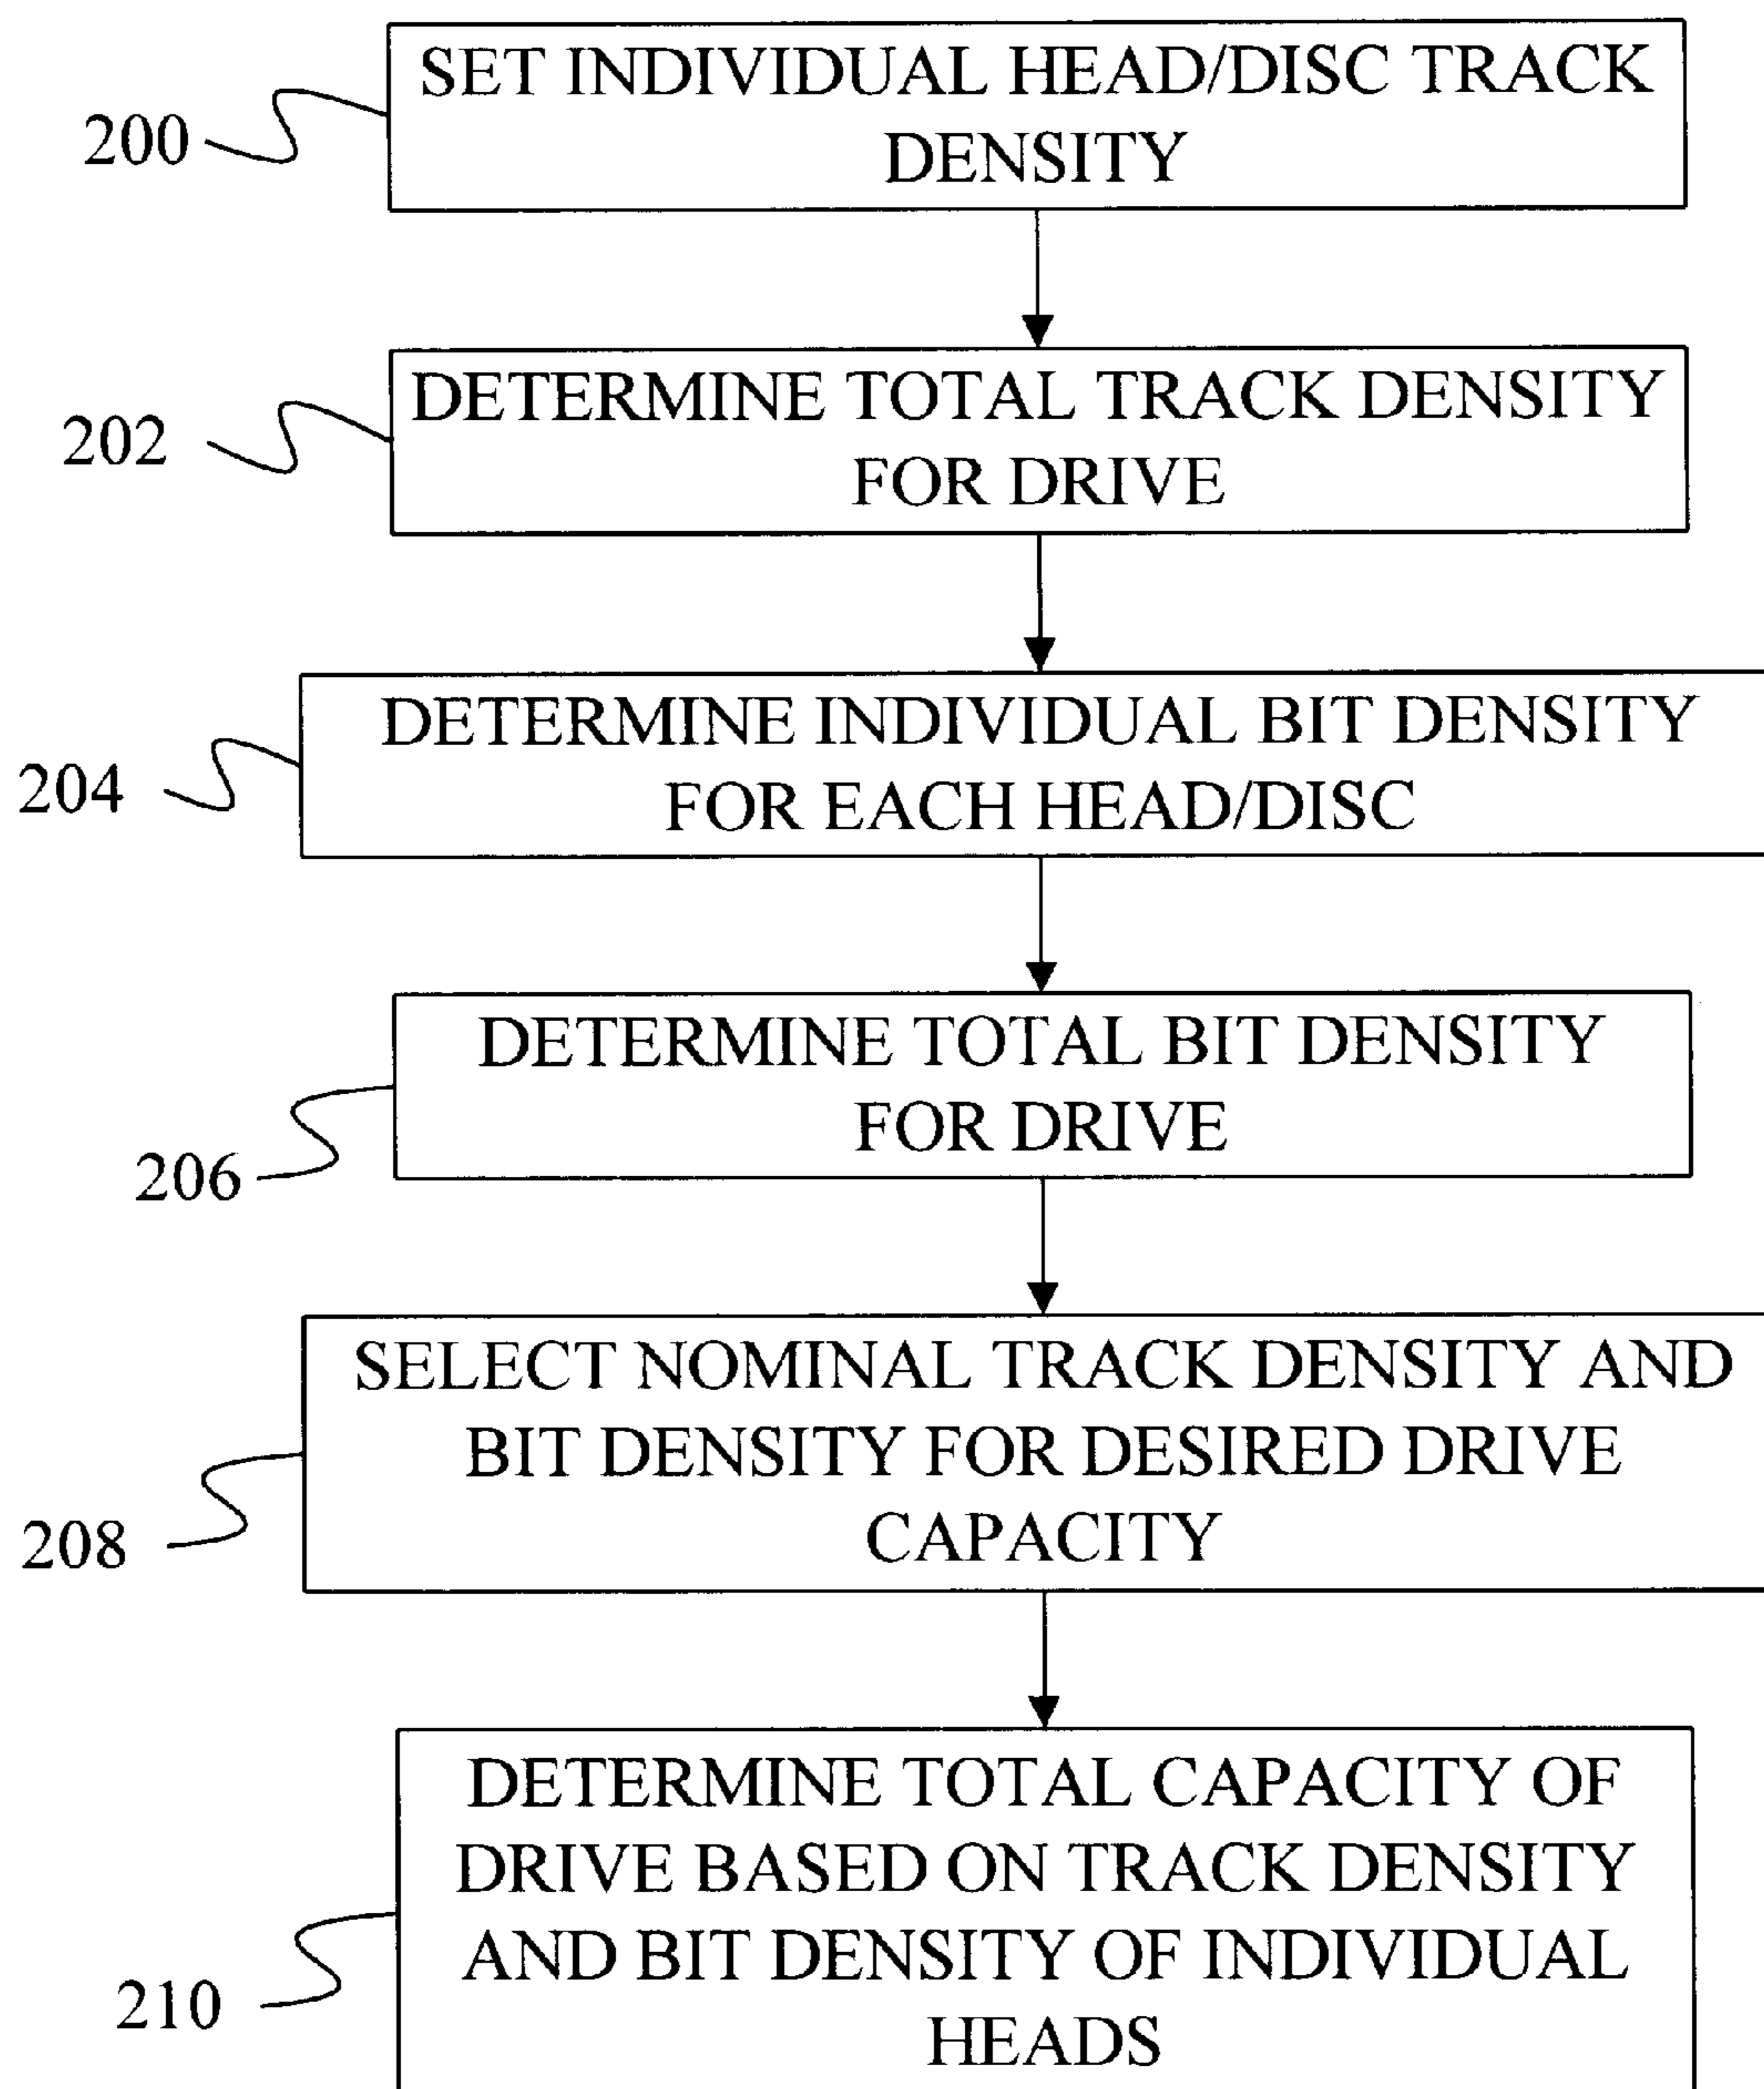 SET INDIVIDUAL HEAD/DISC TRACK
DENSITY
200
DETERMINE TOTAL TRACK DENSITY
FOR DRIVE
202
DETERMINE INDIVIDUAL BIT DENSITY
FOR EACH HEAD/DISC
204
DETERMINE TOTAL BIT DENSITY
FOR DRIVE
206
SELECT NOMINAL TRACK DENSITY AND
BIT DENSITY FOR DESIRED DRIVE
CAPACITY
208
DETERMINE TOTAL CAPACITY OF
DRIVE BASED ON TRACK DENSITY
AND BIT DENSITY OF INDIVIDUAL
HEADS
210